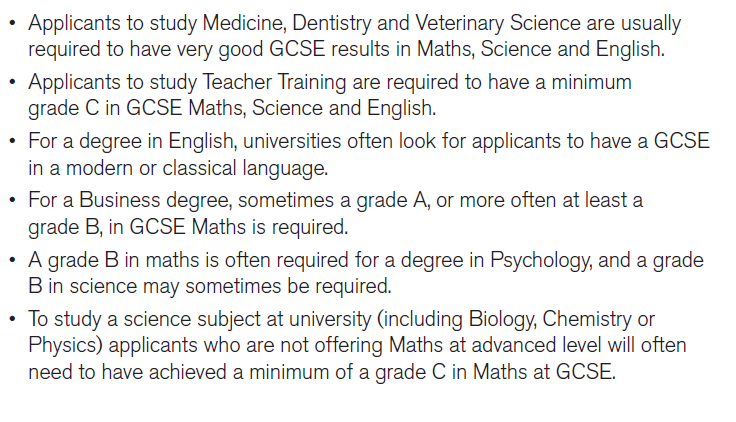 • Applicants to study Medicine, Dentistry and Veterinary Science are usually
required to have very good GCSE results in Maths, Science and English.
• Applicants to study Teacher Training are required to have a minimum
grade C in GCSE Maths, Science and English.
• For a degree in English, universities often look for applicants to have a GCSE
in a modern or classical language.
• For a Business degree, sometimes a grade A, or more often at least a
grade B, in GCSE Maths is required.
• A grade B in maths is often required for a degree in Psychology, and a grade
B in science may sometimes be required.
• To study a science subject at university (including Biology, Chemistry or
Physics) applicants who are not offering Maths at advanced level will often
need to have achieved a minimum of a grade C in Maths at GCSE.